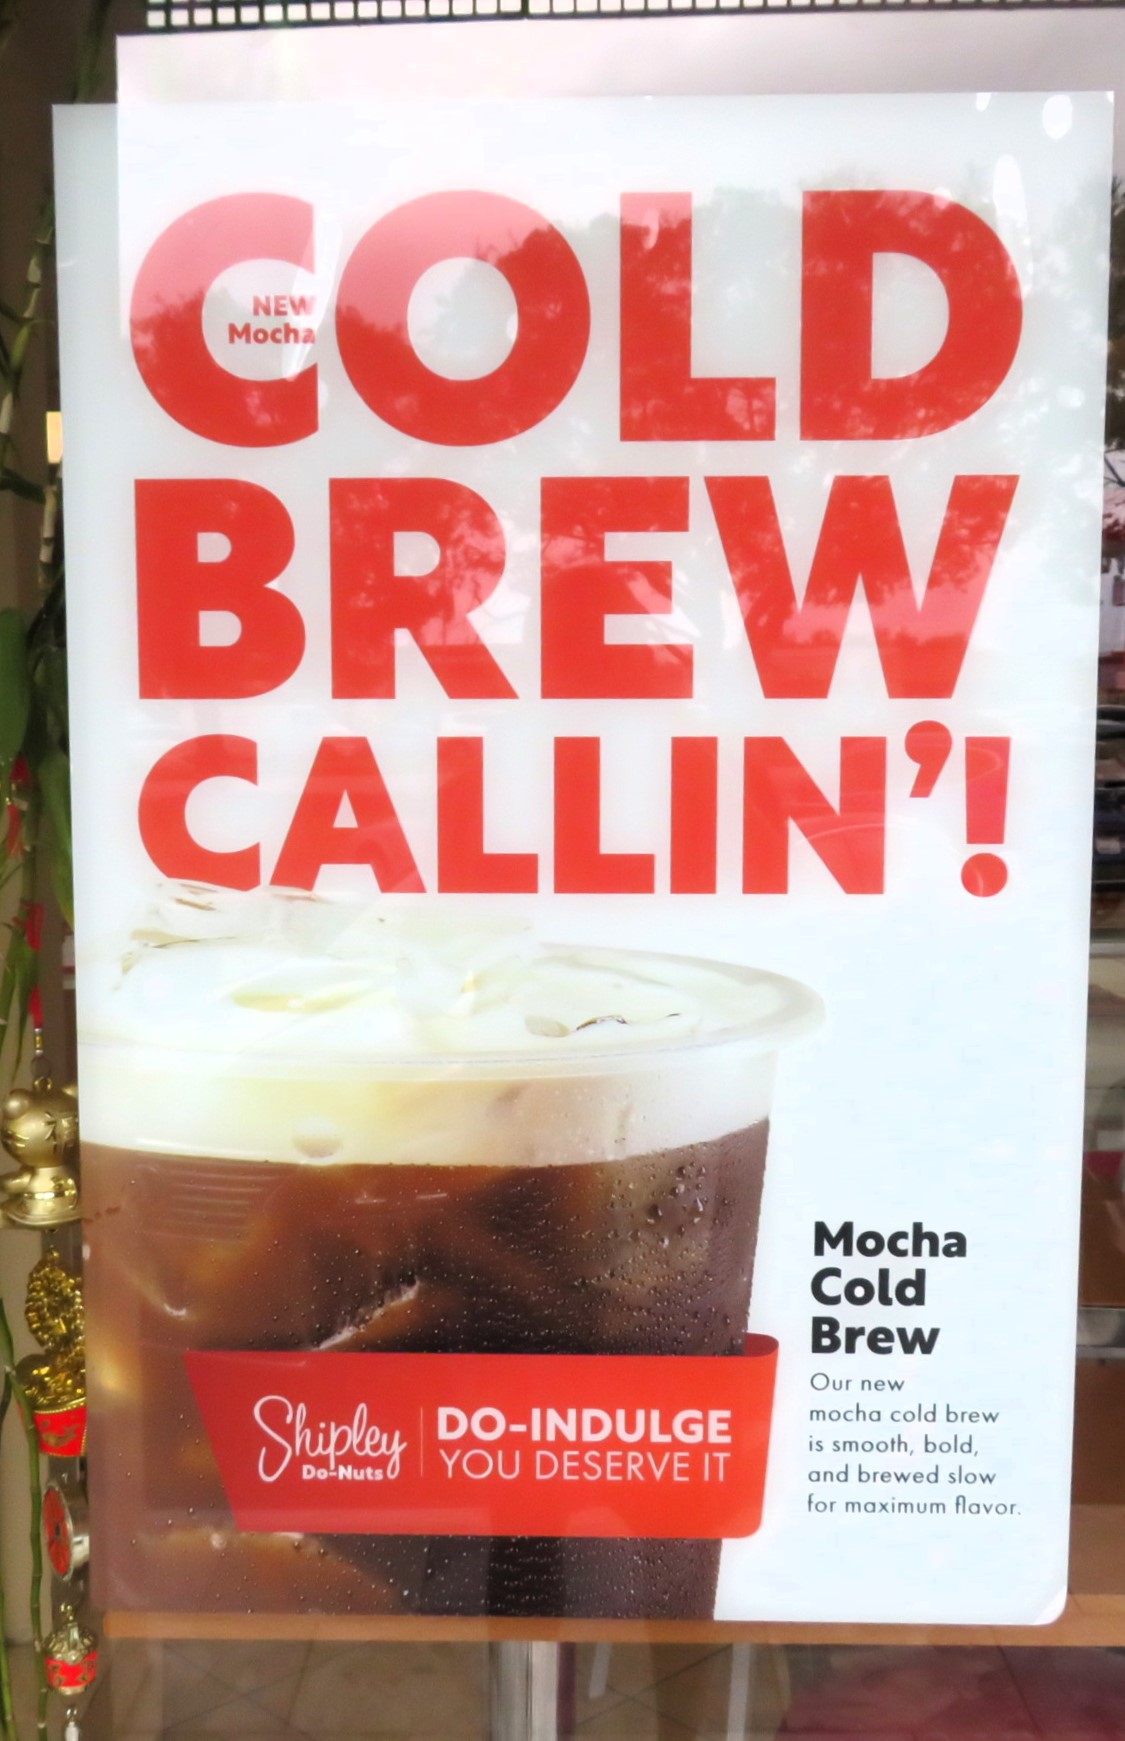 NEW
Mocha
COLD
BREW
CALLIN'!
Mocha
Cold
Brew
Our new
mocha cold brew
is smooth, bold,
and brewed slow
for maximum flavor.
Shipley
Do-Nuts
DO-INDULGE
YOU DESERVE IT